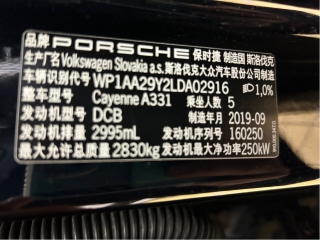 品牌 PORSCHE 保时捷 制造国 斯洛伐克
制造厂 Volkswagen Slovakia a.s.斯洛伐克大众汽车股份公司制造
车辆识别代号 WP1AA29Y2LDA02916 1,0%
整车型号 Cayenne A331 乘坐人数 5
发动机型号 DCB 制造年月 2019-09
发动机排量 2995mL 发动机序列号 160250
最大允许总质量 2830kg 发动机最大净功率 250kW